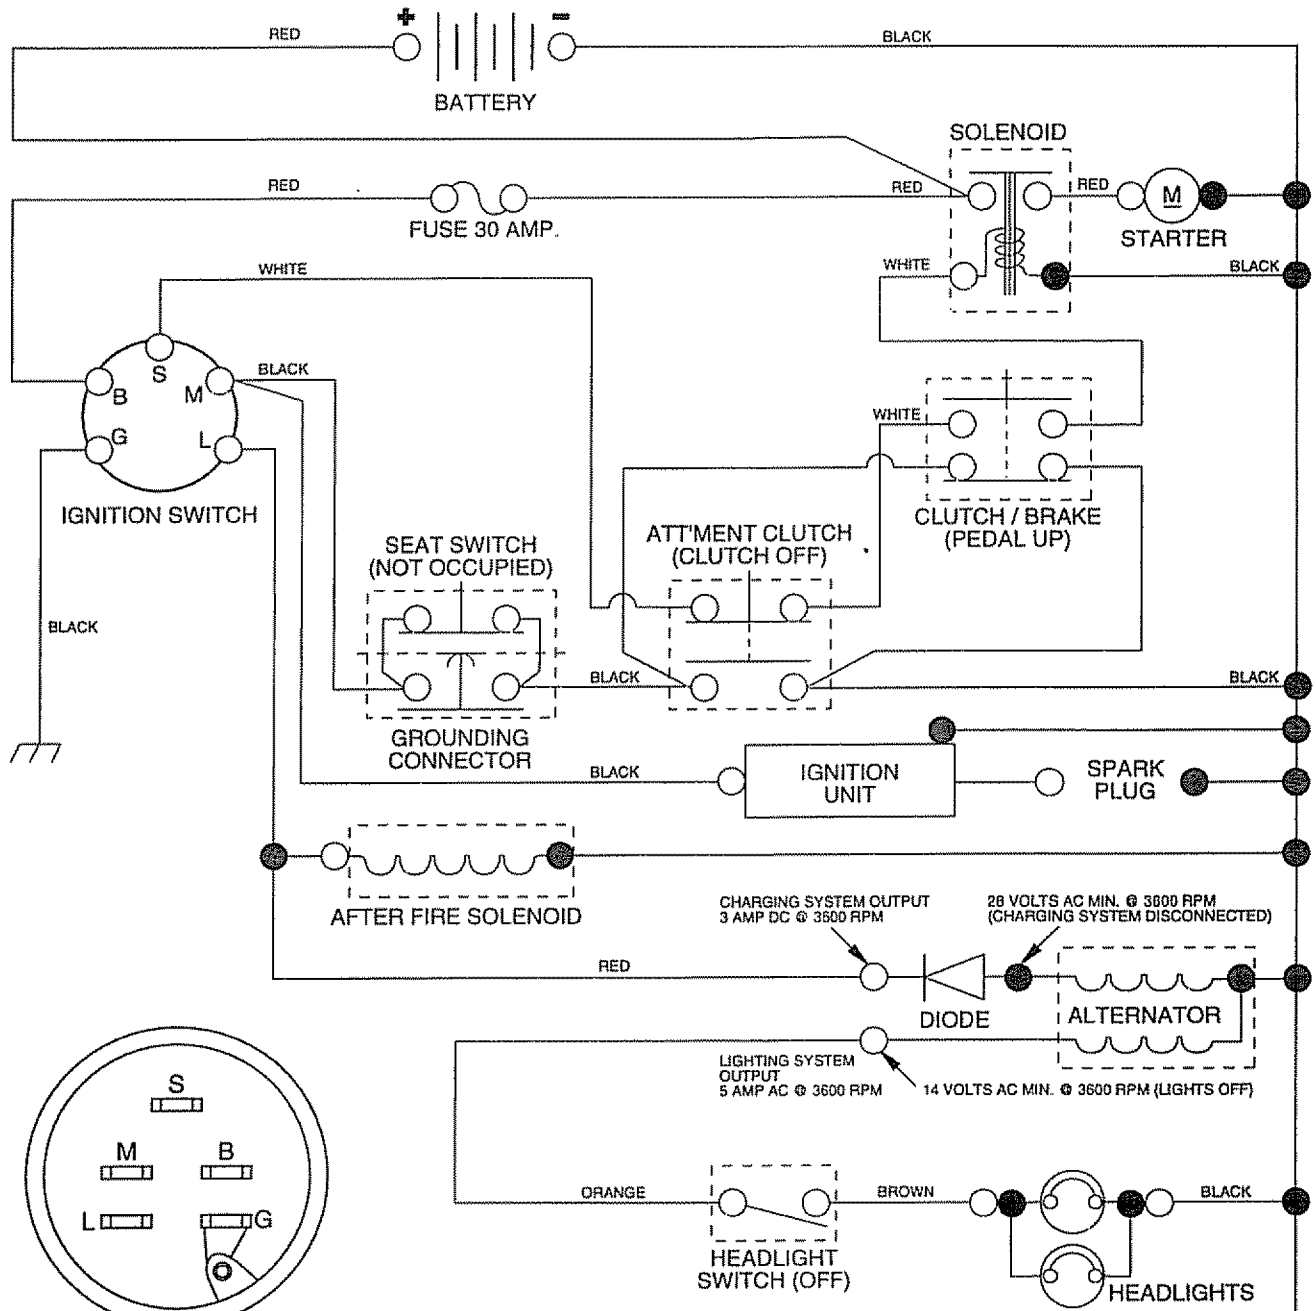 + −
RED
BLACK
BATTERY
SOLENOID
RED
RED
RED
M
FUSE 30 AMP.
STARTER
WHITE
WHITE
BLACK
S
BLACK
B
M
G
L
WHITE
IGNITION SWITCH
CLUTCH / BRAKE
(PEDAL UP)
ATT'MENT CLUTCH
(CLUTCH OFF)
SEAT SWITCH
(NOT OCCUPIED)
BLACK
BLACK
BLACK
GROUNDING
CONNECTOR
BLACK
IGNITION
UNIT
SPARK
PLUG
AFTER FIRE SOLENOID
CHARGING SYSTEM OUTPUT
3 AMP DC @ 3600 RPM
28 VOLTS AC MIN. @ 3600 RPM
(CHARGING SYSTEM DISCONNECTED)
RED
DIODE
ALTERNATOR
LIGHTING SYSTEM
OUTPUT
5 AMP AC @ 3600 RPM
14 VOLTS AC MIN. @ 3600 RPM (LIGHTS OFF)
S
M
B
L
G
ORANGE
BROWN
BLACK
HEADLIGHT
SWITCH (OFF)
HEADLIGHTS